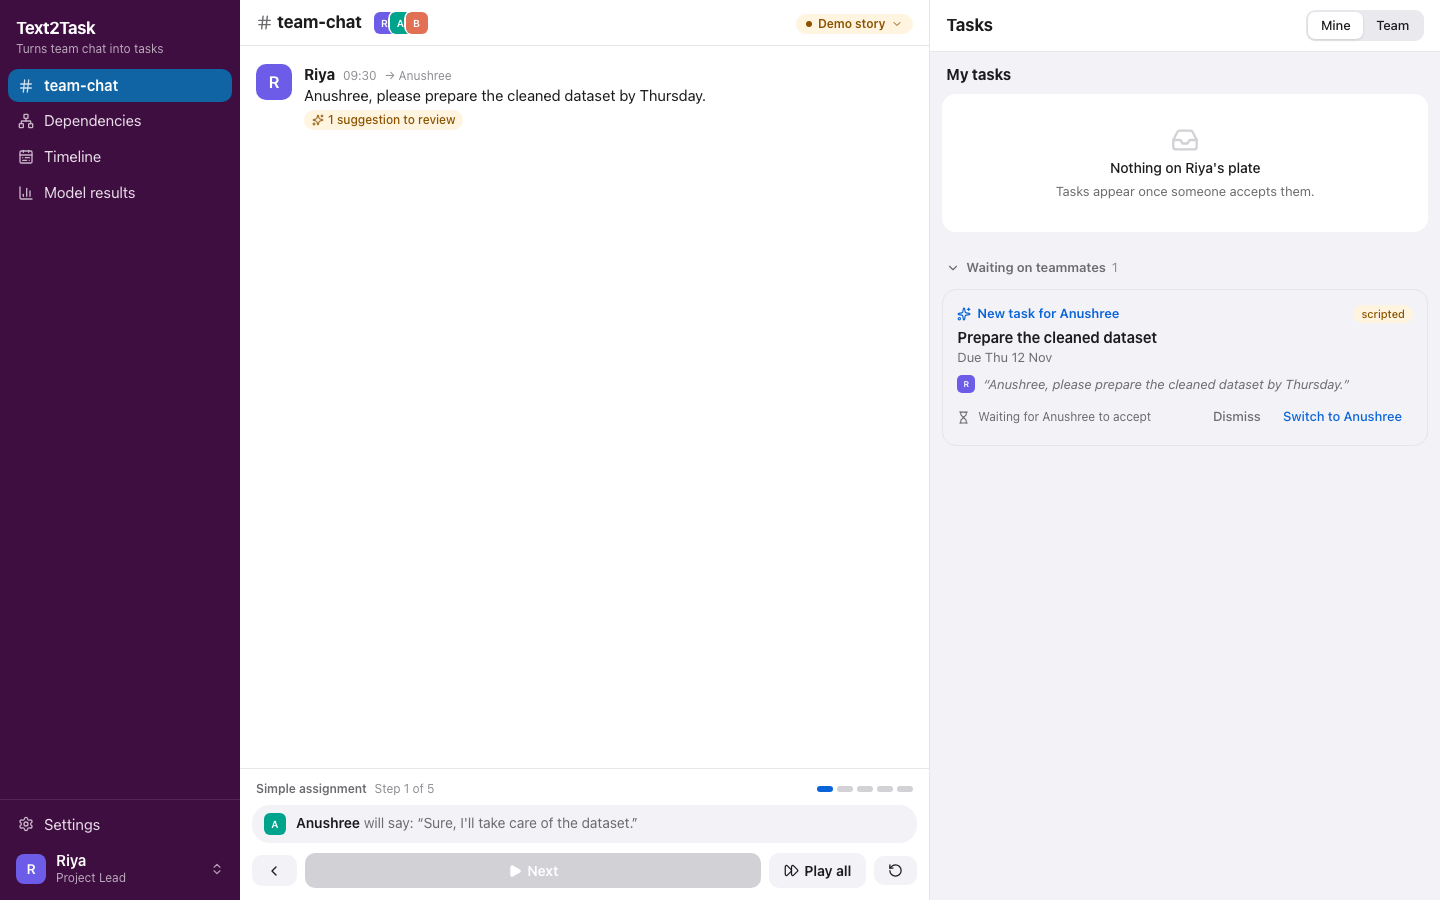 Text2Task
Turns team chat into tasks
# team-chat
Dependencies
Timeline
Model results
Settings
R
Riya
Project Lead
# team-chat
R A B
Demo story
R
Riya 09:30 → Anushree
Anushree, please prepare the cleaned dataset by Thursday.
1 suggestion to review
Simple assignment Step 1 of 5
A Anushree will say: “Sure, I'll take care of the dataset.”
Next
Play all
Tasks
Mine Team
My tasks
Nothing on Riya's plate
Tasks appear once someone accepts them.
Waiting on teammates 1
New task for Anushree scripted
Prepare the cleaned dataset
Due Thu 12 Nov
R “Anushree, please prepare the cleaned dataset by Thursday.”
Waiting for Anushree to accept Dismiss Switch to Anushree